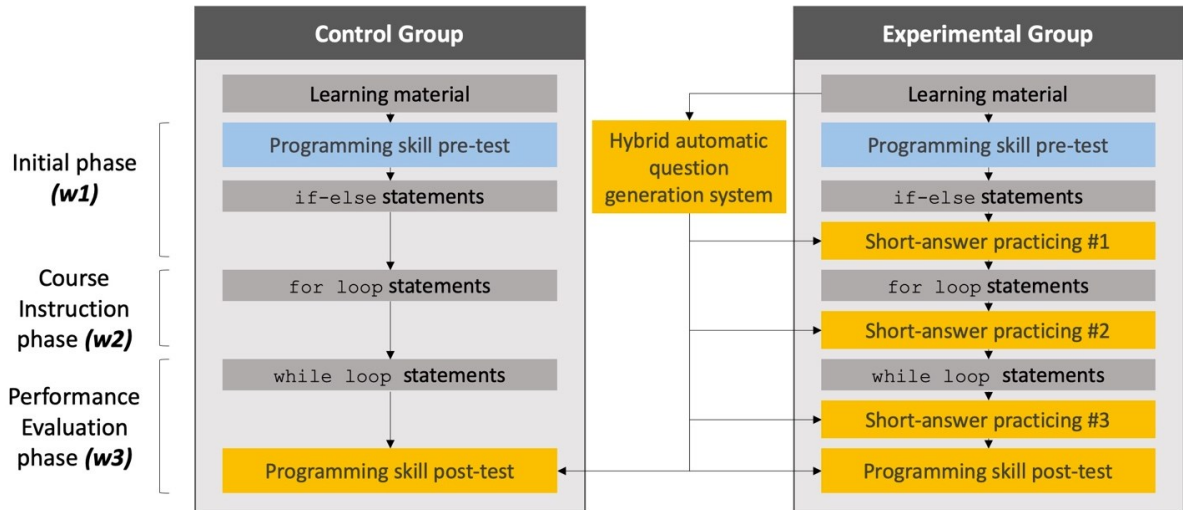 Control Group
Experimental Group
Learning material
Learning material
Initial phase
(w1)
Programming skill pre-test
Hybrid automatic
question
generation system
Programming skill pre-test
if-else statements
if-else statements
Short-answer practicing #1
Course
Instruction
phase (w2)
for loop statements
for loop statements
Short-answer practicing #2
Performance
Evaluation
phase (w3)
while loop statements
while loop statements
Short-answer practicing #3
Programming skill post-test
Programming skill post-test